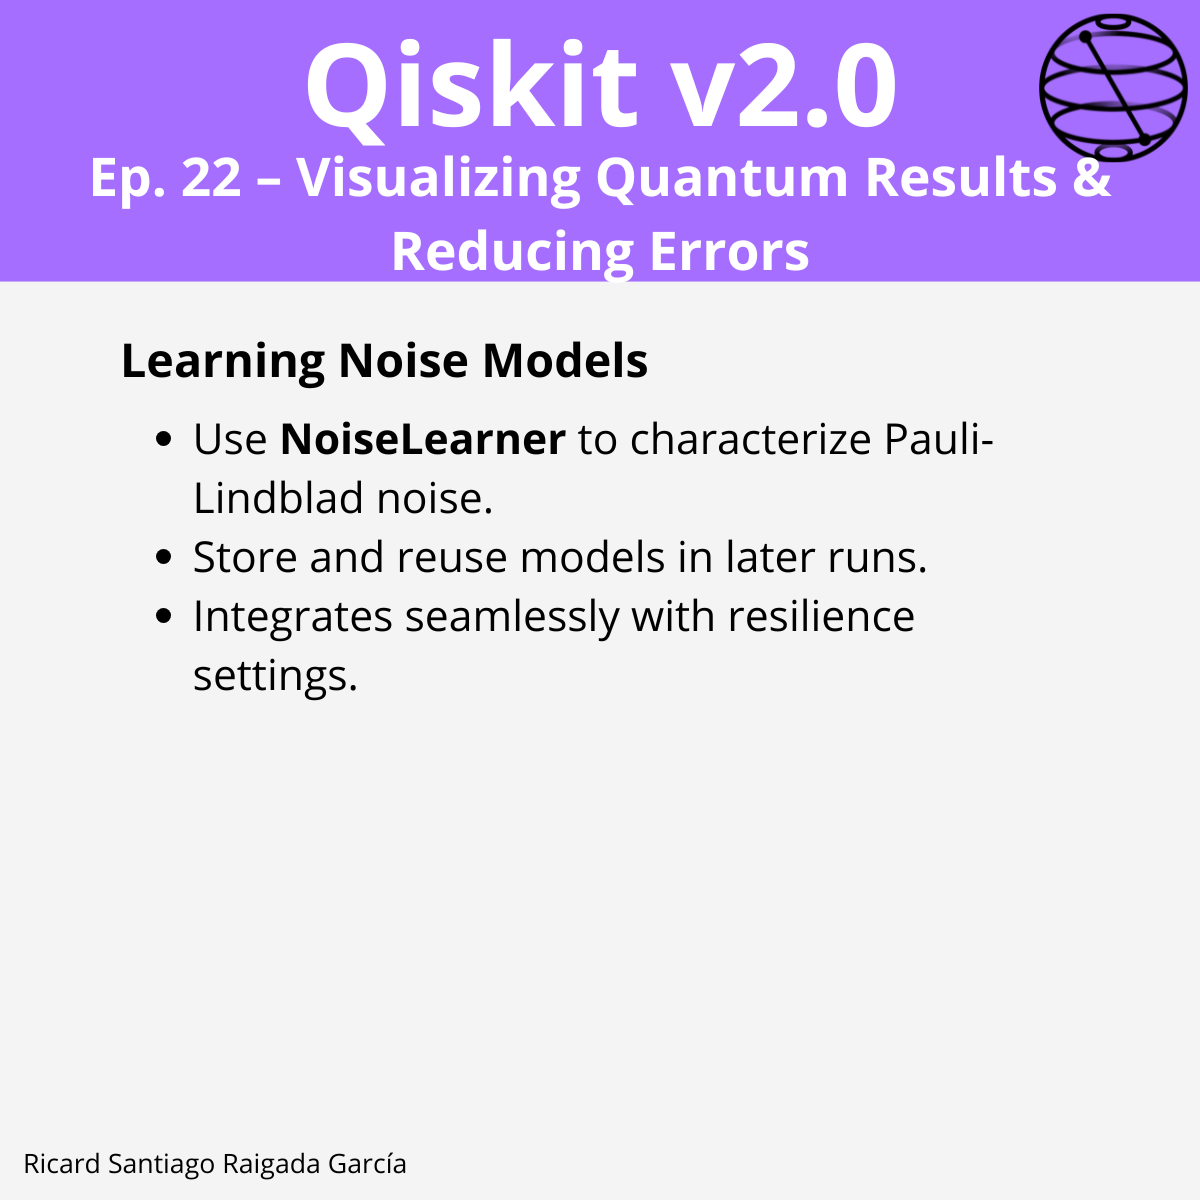 Qiskit v2.0
Ep. 22 – Visualizing Quantum Results &
Reducing Errors
Learning Noise Models
• Use NoiseLearner to characterize Pauli-
Lindblad noise.
• Store and reuse models in later runs.
• Integrates seamlessly with resilience
settings.
Ricard Santiago Raigada García